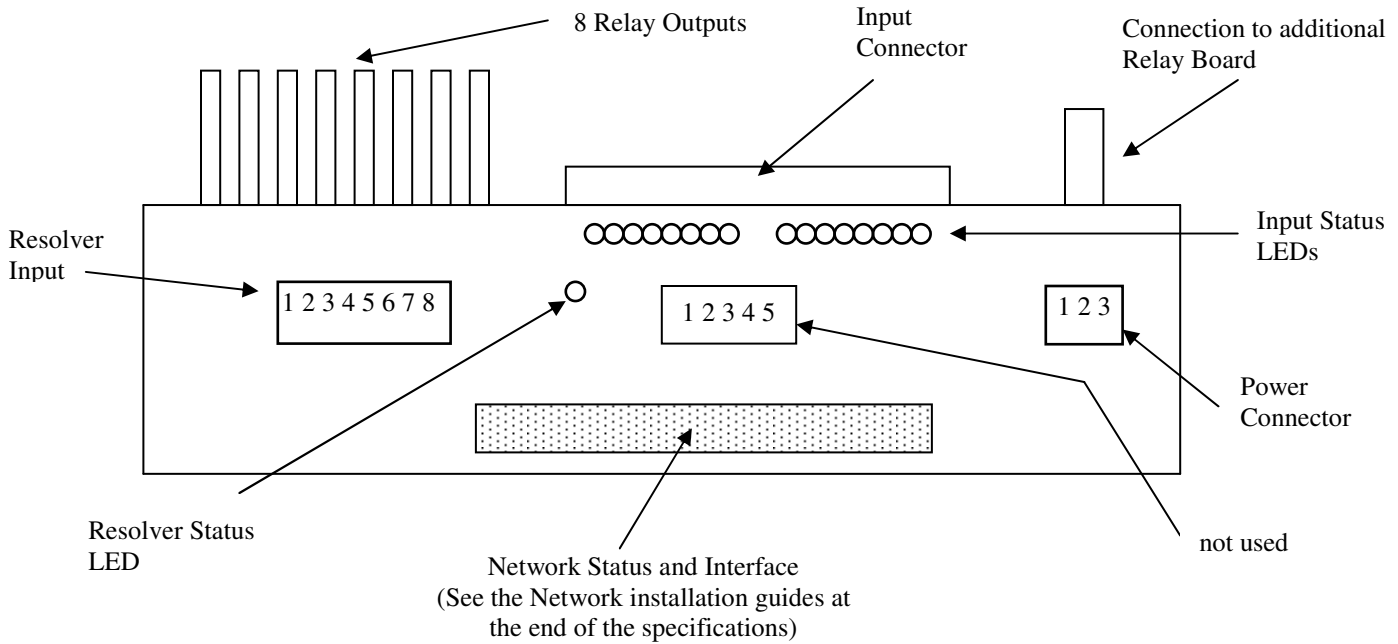 8 Relay Outputs
Input
Connector
Connection to additional
Relay Board
Resolver
Input
Input Status
LEDs
1 2 3 4 5 6 7 8
1 2 3 4 5
1 2 3
Power
Connector
Resolver Status
LED
not used
Network Status and Interface
(See the Network installation guides at
the end of the specifications)